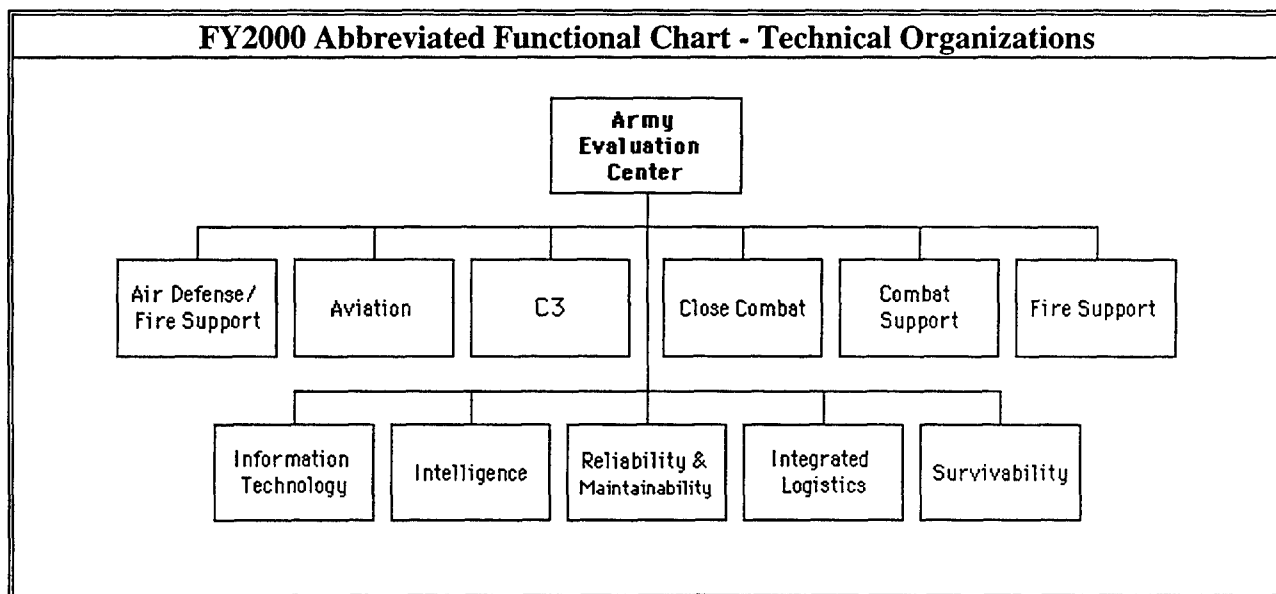 FY2000 Abbreviated Functional Chart - Technical Organizations
Army
Evaluation
Center
Air Defense/
Fire Support
Aviation
C3
Close Combat
Combat
Support
Fire Support
Information
Technology
Intelligence
Reliability &
Maintainability
Integrated
Logistics
Survivability